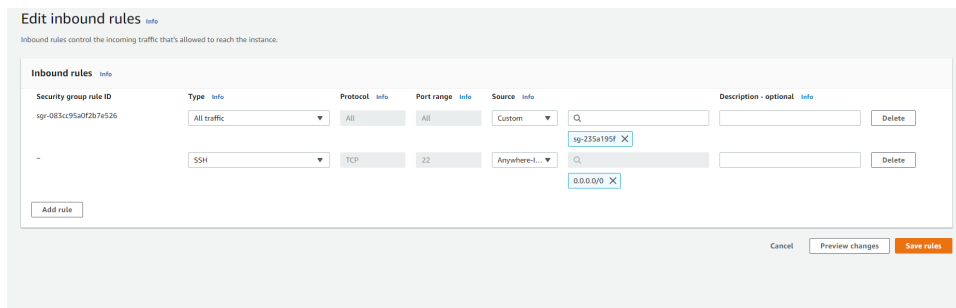 Edit inbound rules Info
Inbound rules control the incoming traffic that's allowed to reach the instance.
Inbound rules Info
Security group rule ID Type Info Protocol Info Port range Info Source Info Description - optional Info
sgr-083cc95a0f2b7e526 All traffic All All Custom Delete
sg-235a195f X
– SSH TCP 22 Anywhere-I... Delete
0.0.0.0/0 X
Add rule
Cancel Preview changes Save rules